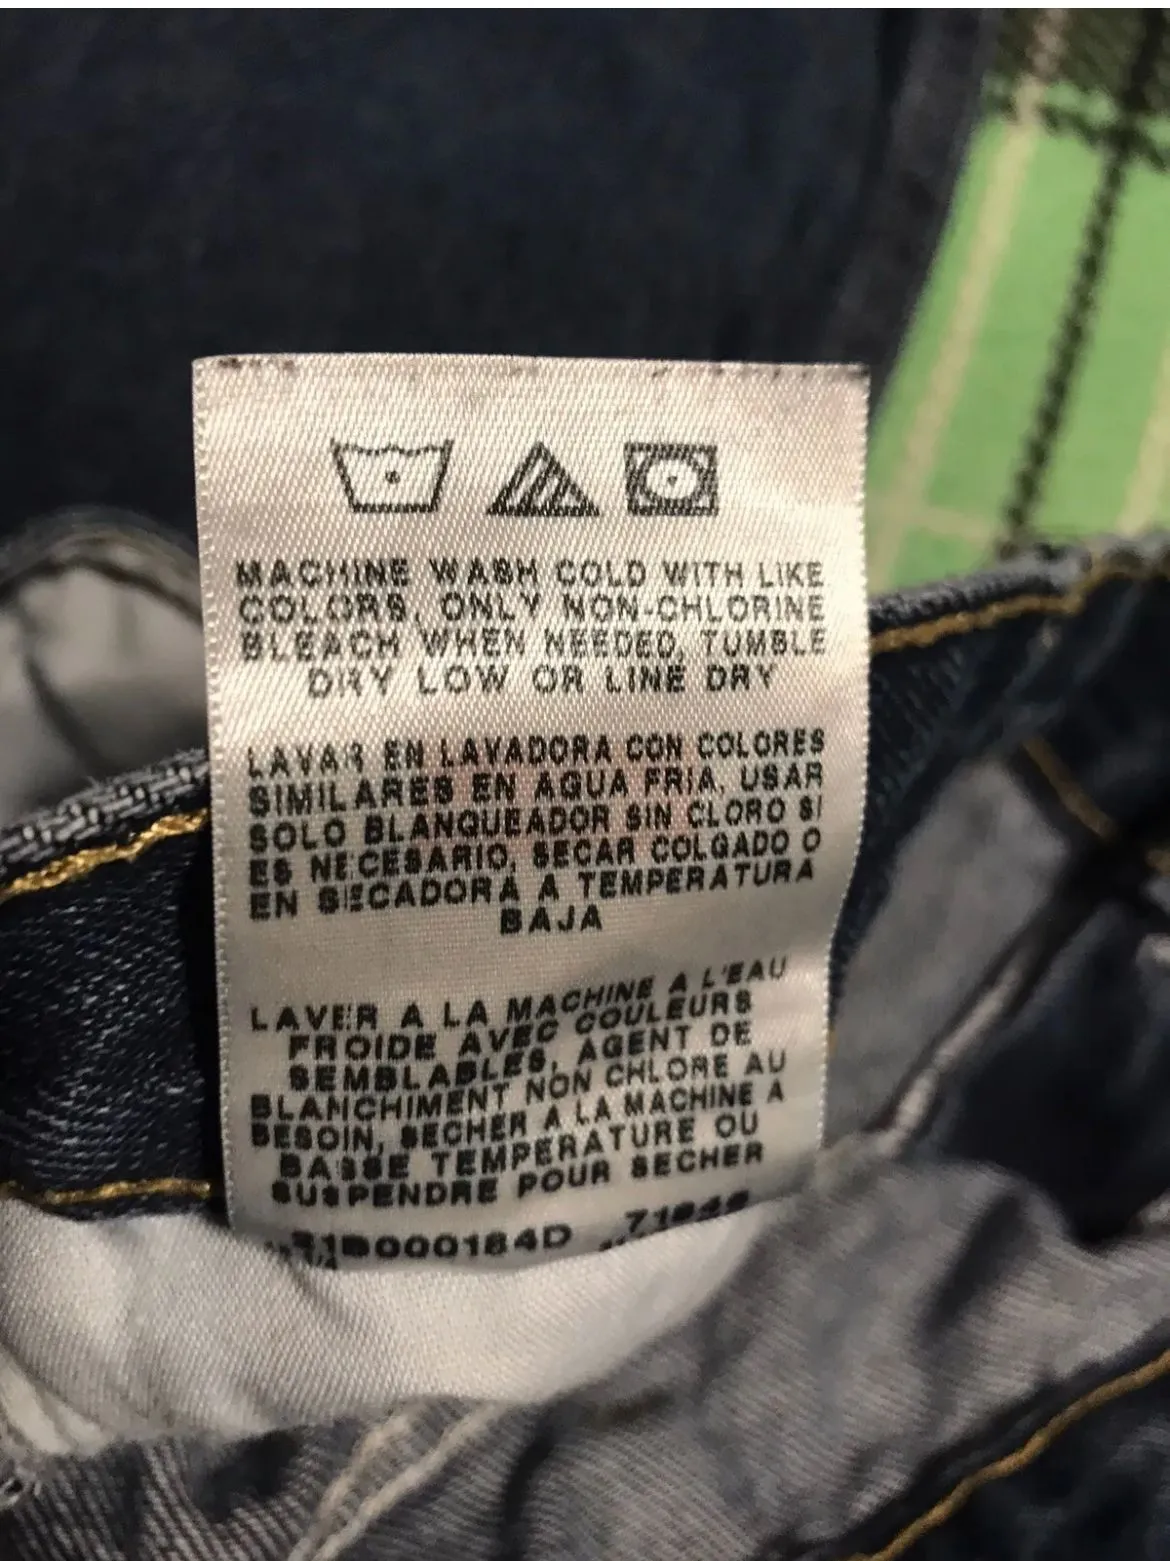 MACHINE WASH COLD WITH LIKE
COLORS, ONLY NON-CHLORINE
BLEACH WHEN NEEDED, TUMBLE
DRY LOW OR LINE DRY
LAVAR EN LAVADORA CON COLORES
SIMILARES EN AGUA FRIA, USAR
SOLO BLANQUEADOR SIN CLORO SI
ES NECESARIO, SECAR COLGADO O
EN SECADORA A TEMPERATURA
BAJA
LAVER A LA MACHINE A L'EAU
FROIDE AVEC COULEURS
SEMBLABLES, AGENT DE
BLANCHIMENT NON CHLORE AU
BESOIN, SECHER A LA MACHINE A
BASSE TEMPERATURE OU
SUSPENDRE POUR SECHER